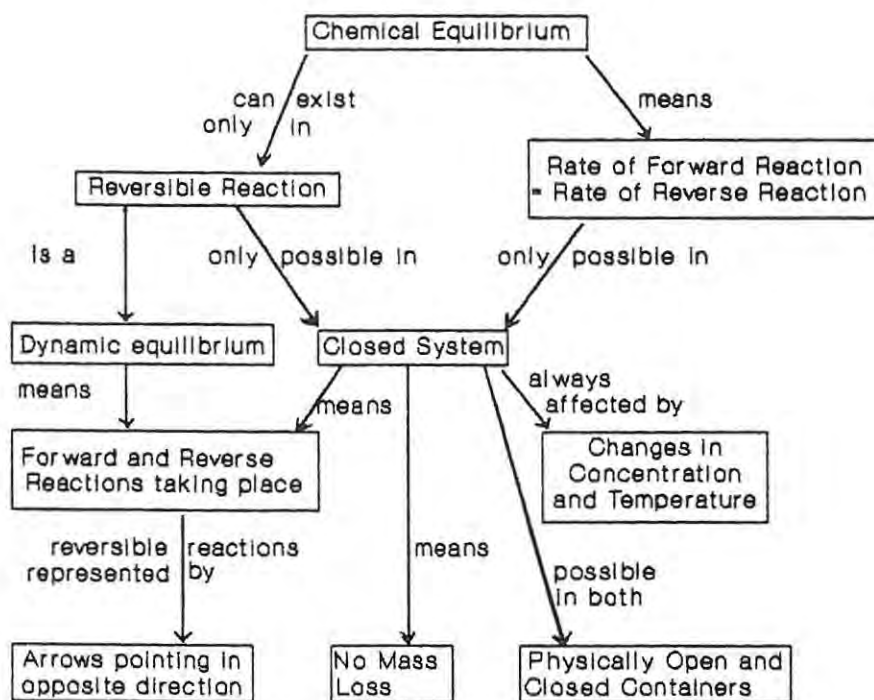 Chemical Equilibrium
can exist
only in
means
Reversible Reaction
Rate of Forward Reaction
= Rate of Reverse Reaction
is a
only possible in
only possible in
Dynamic equilibrium
Closed System
means
means
always
affected by
Forward and Reverse
Reactions taking place
Changes in
Concentration
and Temperature
reversible reactions
represented by
means
possible
in both
Arrows pointing in
opposite direction
No Mass
Loss
Physically Open and
Closed Containers